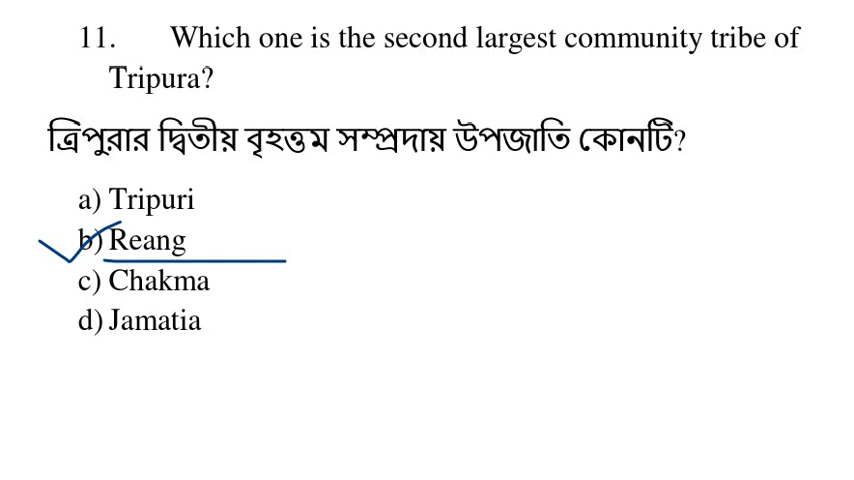 11. Which one is the second largest community tribe of
Tripura?
ত্রিপুরার দ্বিতীয় বৃহত্তম সম্প্রদায় উপজাতি কোনটি?
a) Tripuri
b) Reang
c) Chakma
d) Jamatia